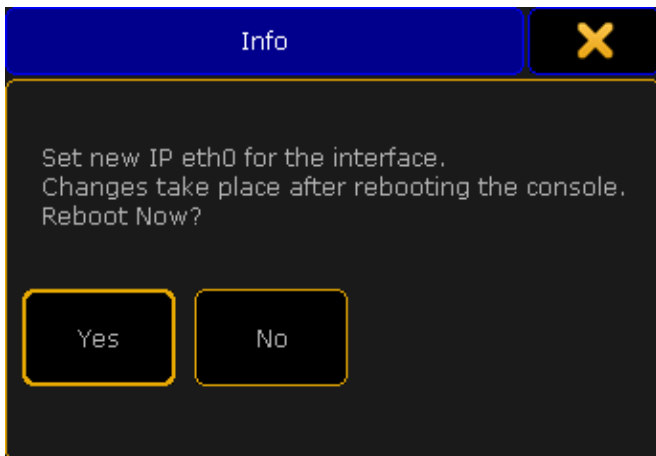 Info
Set new IP eth0 for the interface.
Changes take place after rebooting the console.
Reboot Now?
Yes
No